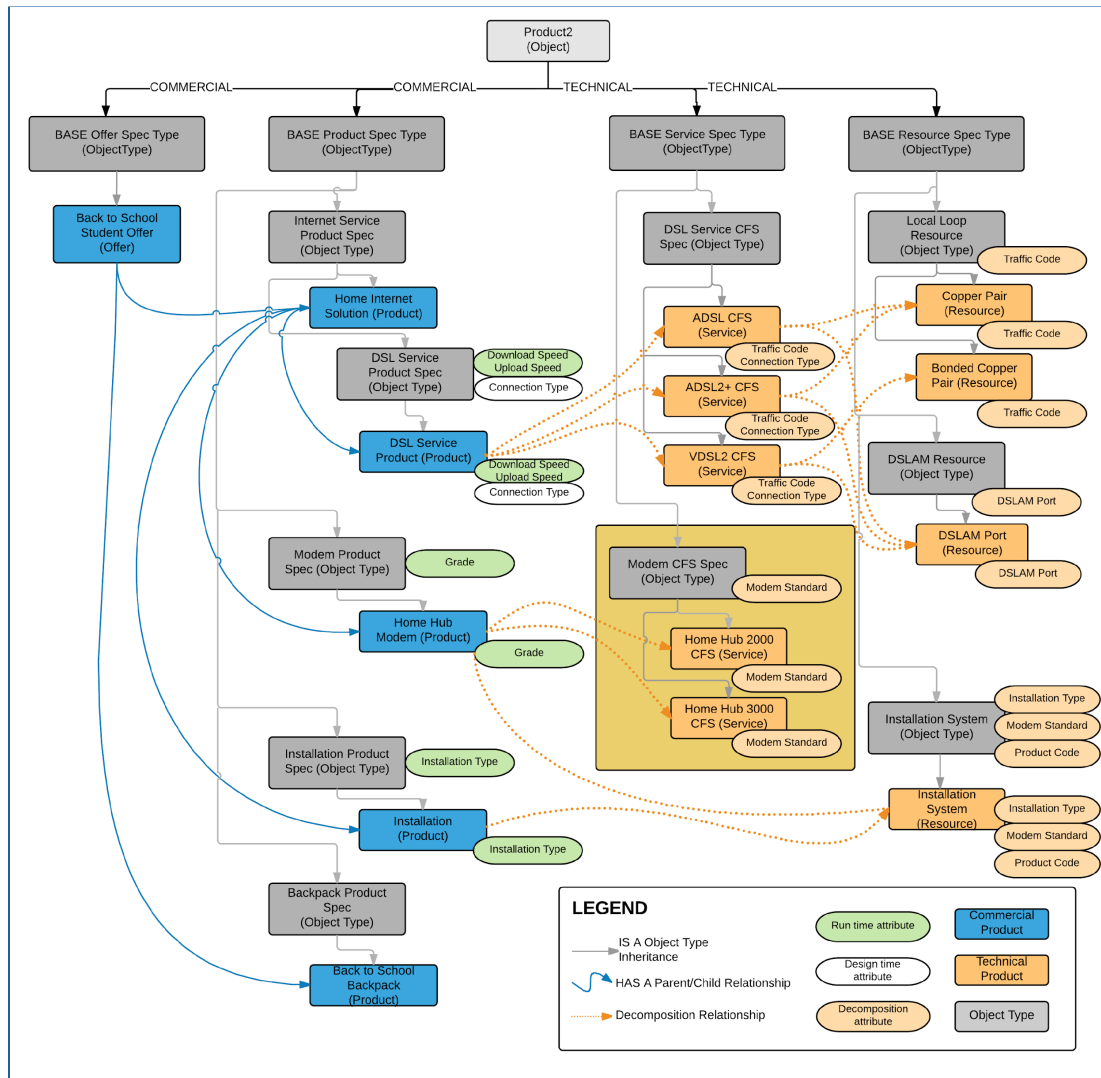 Product2
(Object)
COMMERCIAL
COMMERCIAL
TECHNICAL
TECHNICAL
BASE Offer Spec Type
(ObjectType)
BASE Product Spec Type
(ObjectType)
BASE Service Spec Type
(ObjectType)
BASE Resource Spec Type
(ObjectType)
Back to School
Student Offer
(Offer)
Internet Service
Product Spec
(Object Type)
DSL Service CFS
Spec (Object Type)
Local Loop
Resource
(Object Type)
Traffic Code
Home Internet
Solution (Product)
ADSL CFS
(Service)
Traffic Code
Connection Type
Copper Pair
(Resource)
Traffic Code
DSL Service
Product Spec
(Object Type)
Download Speed
Upload Speed
Connection Type
ADSL2+ CFS
(Service)
Traffic Code
Connection Type
Bonded Copper
Pair (Resource)
Traffic Code
DSL Service
Product (Product)
Download Speed
Upload Speed
Connection Type
VDSL2 CFS
(Service)
Traffic Code
Connection Type
DSLAM Resource
(Object Type)
DSLAM Port
DSLAM Port
(Resource)
DSLAM Port
Modem Product
Spec (Object Type)
Grade
Modem CFS Spec
(Object Type)
Modem Standard
Home Hub
Modem (Product)
Grade
Home Hub 2000
CFS (Service)
Modem Standard
Home Hub 3000
CFS (Service)
Modem Standard
Installation Product
Spec (Object Type)
Installation Type
Installation System
(Object Type)
Installation Type
Modem Standard
Product Code
Installation
(Product)
Installation Type
Installation
System
(Resource)
Installation Type
Modem Standard
Product Code
Backpack Product
Spec
(Object Type)
Back to School
Backpack
(Product)
LEGEND
IS A Object Type
Inheritance
HAS A Parent/Child Relationship
Decomposition Relationship
Run time attribute
Design time
attribute
Decomposition
attribute
Commercial
Product
Technical
Product
Object Type